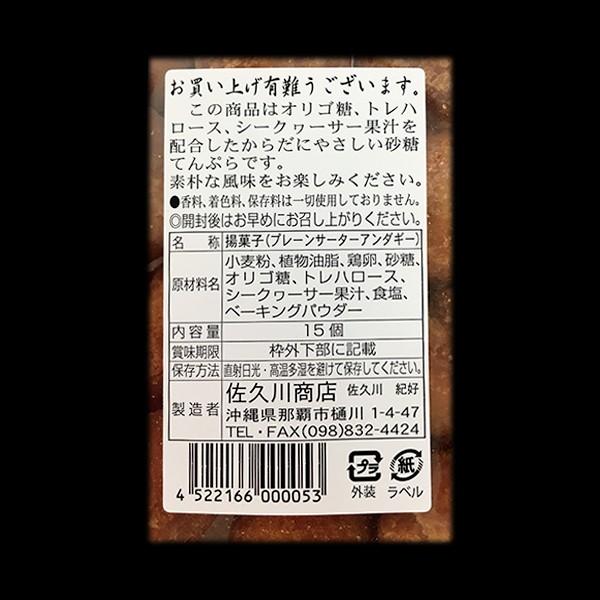 お買い上げ有難うございます。
この商品はオリゴ糖、トレハ
ロース、シークヮーサー果汁を
配合したからだにやさしい砂糖
てんぷらです。
素朴な風味をお楽しみください。
●香料、着色料、保存料は一切使用しておりません。
◎開封後はお早めにお召し上がりください。
名 称 揚菓子(プレーンサーターアンダギー)
原材料名 小麦粉、植物油脂、鶏卵、砂糖、
オリゴ糖、トレハロース、
シークヮーサー果汁、食塩、
ベーキングパウダー
内容量 15個
賞味期限 枠外下部に記載
保存方法 直射日光・高温多湿を避けて保存してください。
製造者 佐久川商店 佐久川 紀好
沖縄県那覇市樋川 1-4-47
TEL・FAX(098)832-4424
4 522166 000053
プラ 紙
外装 ラベル